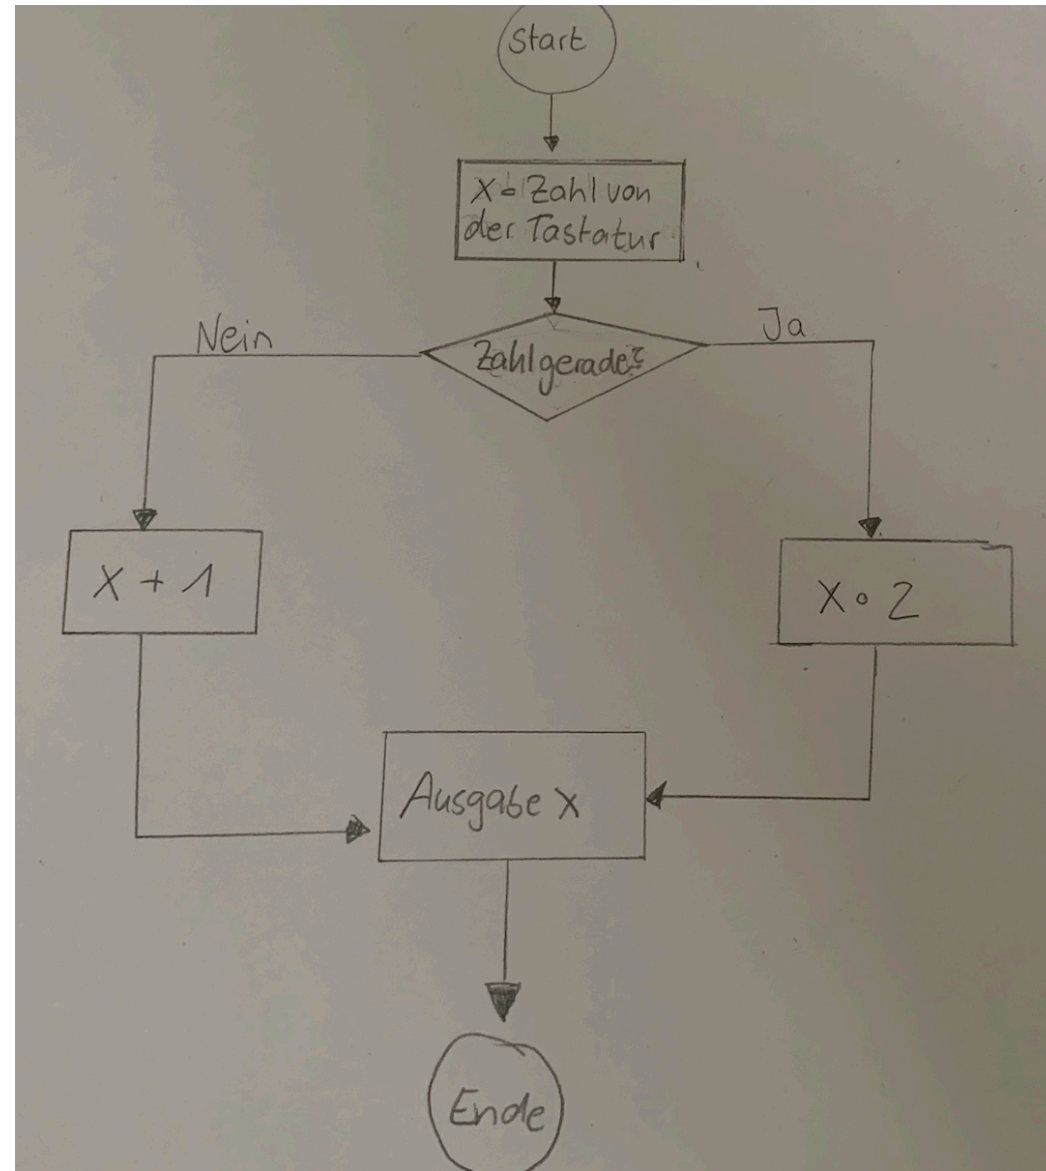 Start
X = Zahl von
der Tastatur
Zahl gerade?
Nein
Ja
X + 1
X ∘ 2
Ausgabe X
Ende